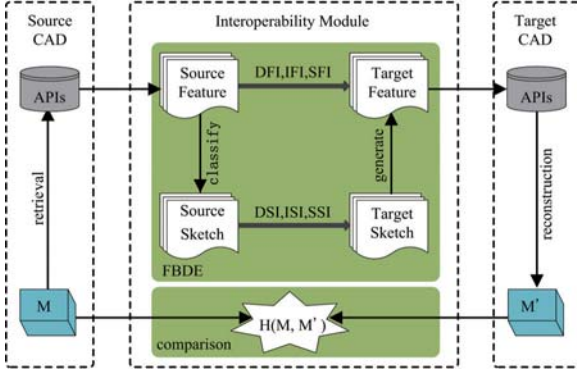 Source
CAD
Interoperability Module
Target
CAD
APIs
Source
Feature
DFI,IFI,SFI
Target
Feature
APIs
retrieval
classify
generate
reconstruction
Source
Sketch
DSI,ISI,SSI
Target
Sketch
FBDE
M
H(M, M')
M'
comparison